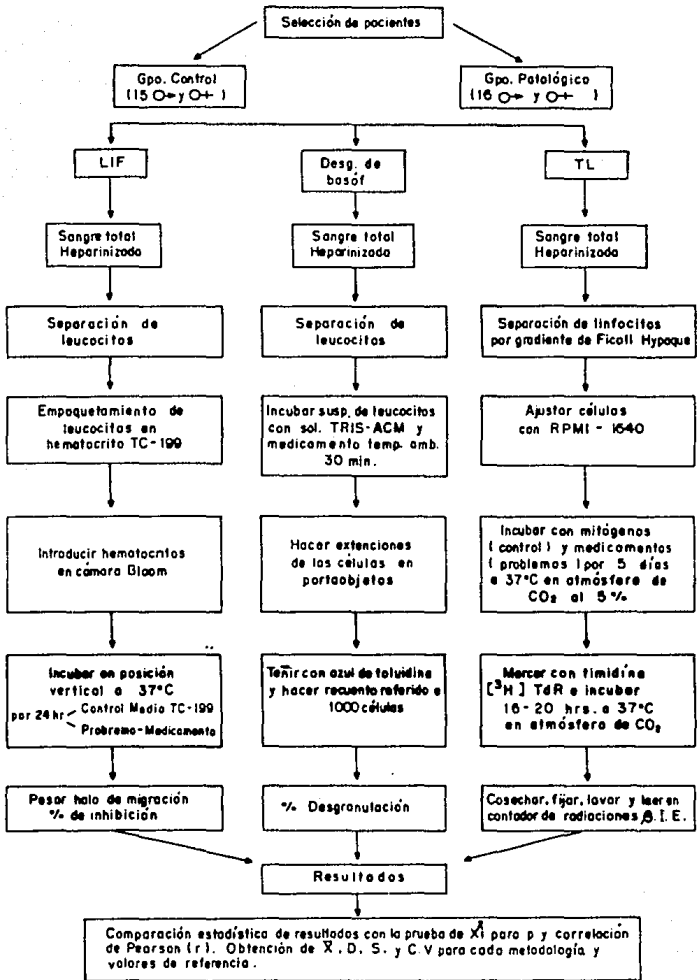 Selección de pacientes
Gpo. Control
(15 ♂ y ♀ )
Gpo. Patológico
(16 ♂ y ♀ )
LIF
Desg. de
basóf
TL
Sangre total
Heparinizada
Sangre total
Heparinizada
Sangre total
Heparinizada
Separación de
leucocitos
Separación de
leucocitos
Separación de linfocitos
por gradiente de Ficoll Hypaque
Empaquetamiento de
leucocitos en
hematocrito TC-199
Incubar susp. de leucocitos
con sol. TRIS-ACM y
medicamento temp. amb.
30 min.
Ajustar células
con RPMI - 1640
Introducir hematocritos
en cámara Bloom
Hacer extenciones
de las células en
portaobjetos
Incubar con mitógenos
(control) y medicamentos
(problemas) por 5 días
a 37°C en atmósfera de
CO₂ al 5 %
Incubar en posición
vertical a 37°C
por 24 hr Control Medio TC-199
Probremo-Medicamento
Teñir con azul de toluidina
y hacer recuento referido a
1000 células
Marcar con timidina
[³H] TdR e incubar
16-20 hrs. a 37°C
en atmósfera de CO₂
Pesar halo de migración
% de inhibición
% Desgranulación
Cosechar, fijar, lavar y leer en
contador de radiaciones β. I. E.
Resultados
Comparación estadística de resultados con la prueba de Xi² para p y correlación
de Pearson (r). Obtención de X̄, D. S. y C.V para cada metodología y
valores de referencia.